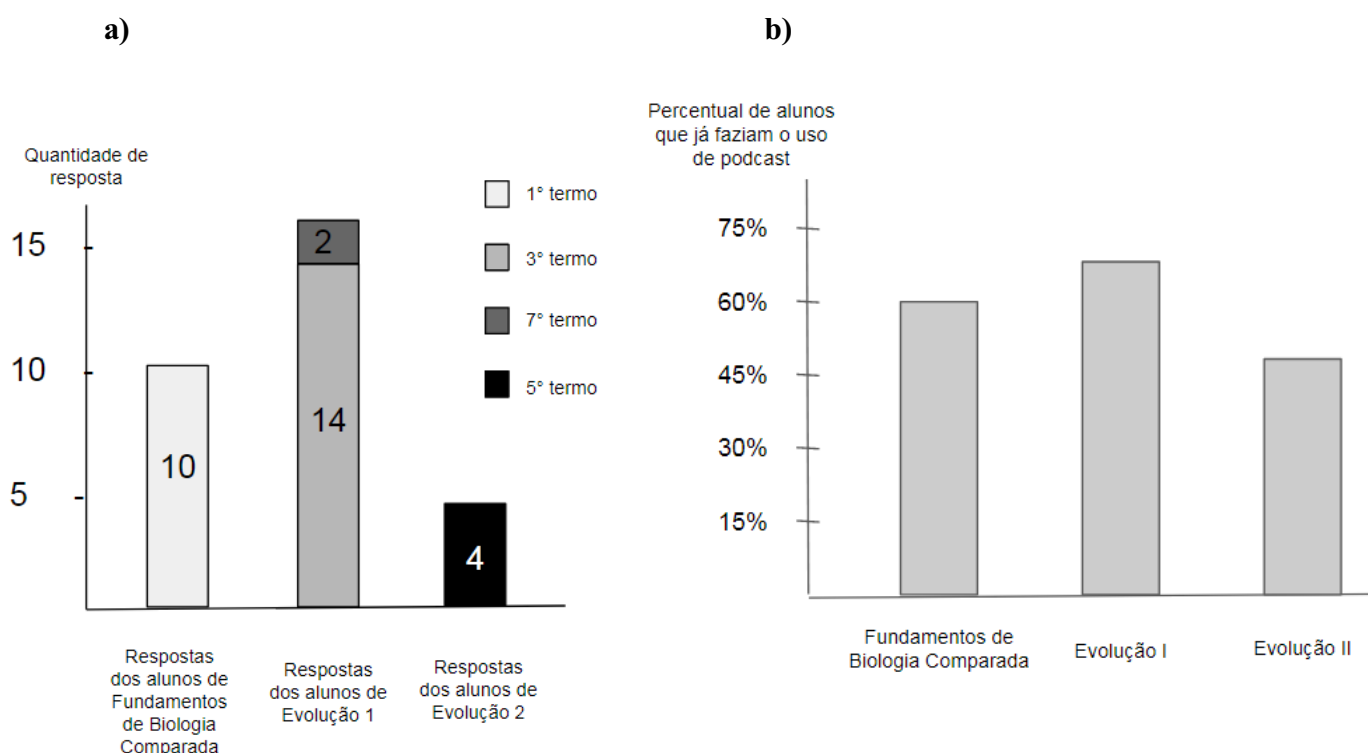 a)
Quantidade de
resposta
15
10
5
2
14
10
4
1° termo
3° termo
7° termo
5° termo
Respostas
dos alunos de
Fundamentos
de Biologia
Comparada
Respostas
dos alunos de
Evolução 1
Respostas
dos alunos de
Evolução 2
b)
Percentual de alunos
que já faziam o uso
de podcast
75%
60%
45%
30%
15%
Fundamentos de
Biologia Comparada
Evolução I
Evolução II